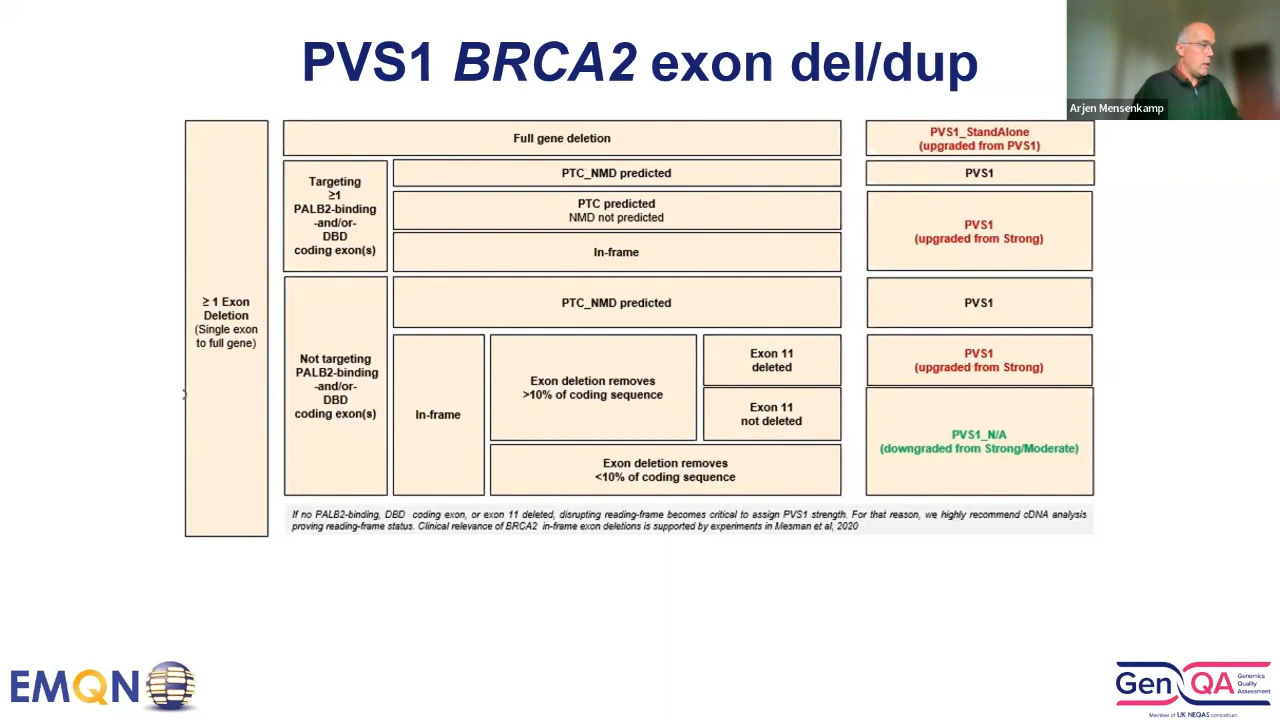 PVS1 BRCA2 exon del/dup
Arjen Mensenkamp
≥ 1 Exon
Deletion
(Single exon
to full gene)
Full gene deletion
PVS1_StandAlone
(upgraded from PVS1)
Targeting
≥1
PALB2-binding
-and/or-
DBD
coding exon(s)
PTC_NMD predicted
PVS1
PTC predicted
NMD not predicted
In-frame
PVS1
(upgraded from Strong)
Not targeting
PALB2-binding
-and/or-
DBD
coding exon(s)
PTC_NMD predicted
PVS1
In-frame
Exon deletion removes
>10% of coding sequence
Exon 11
deleted
PVS1
(upgraded from Strong)
Exon 11
not deleted
Exon deletion removes
<10% of coding sequence
PVS1_N/A
(downgraded from Strong/Moderate)
If no PALB2-binding, DBD coding exon, or exon 11 deleted, disrupting reading-frame becomes critical to assign PVS1 strength. For that reason, we highly recommend cDNA analysis
proving reading-frame status. Clinical relevance of BRCA2 in-frame exon deletions is supported by experiments in Mesman et al, 2020
EMQN
GenQA
Genomics
Quality
Assessment
Member of UK NEQAS consortium